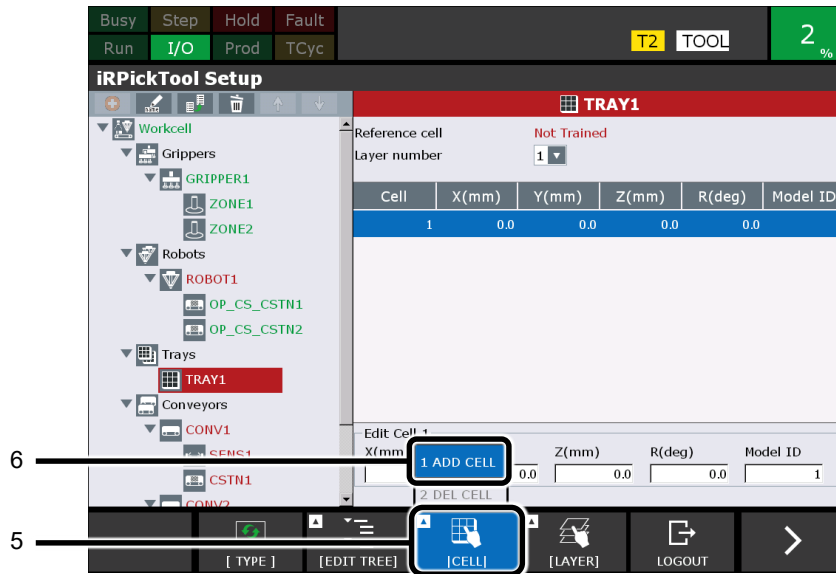 Busy Step Hold Fault
Run I/O Prod TCyc
T2 TOOL
2 %
iRPickTool Setup
TRAY1
Workcell
Grippers
GRIPPER1
ZONE1
ZONE2
Robots
ROBOT1
OP_CS_CSTN1
OP_CS_CSTN2
Trays
TRAY1
Conveyors
CONV1
SENS1
CSTN1
CONV2
Reference cell Not Trained
Layer number 1
Cell X(mm) Y(mm) Z(mm) R(deg) Model ID
1 0.0 0.0 0.0 0.0
Edit Cell 1
X(mm Z(mm) R(deg) Model ID
0.0 0.0 0.0 1
6
1 ADD CELL
2 DEL CELL
5
[ TYPE ] [EDIT TREE] [CELL] [LAYER] LOGOUT >